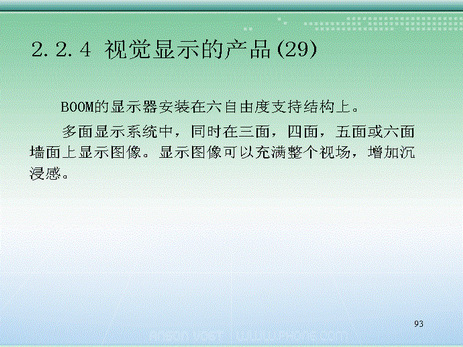 2.2.4 视觉显示的产品(29)
BOOM的显示器安装在六自由度支持结构上。
多面显示系统中，同时在三面，四面，五面或六面
墙面上显示图像。显示图像可以充满整个视场，增加沉
浸感。
93